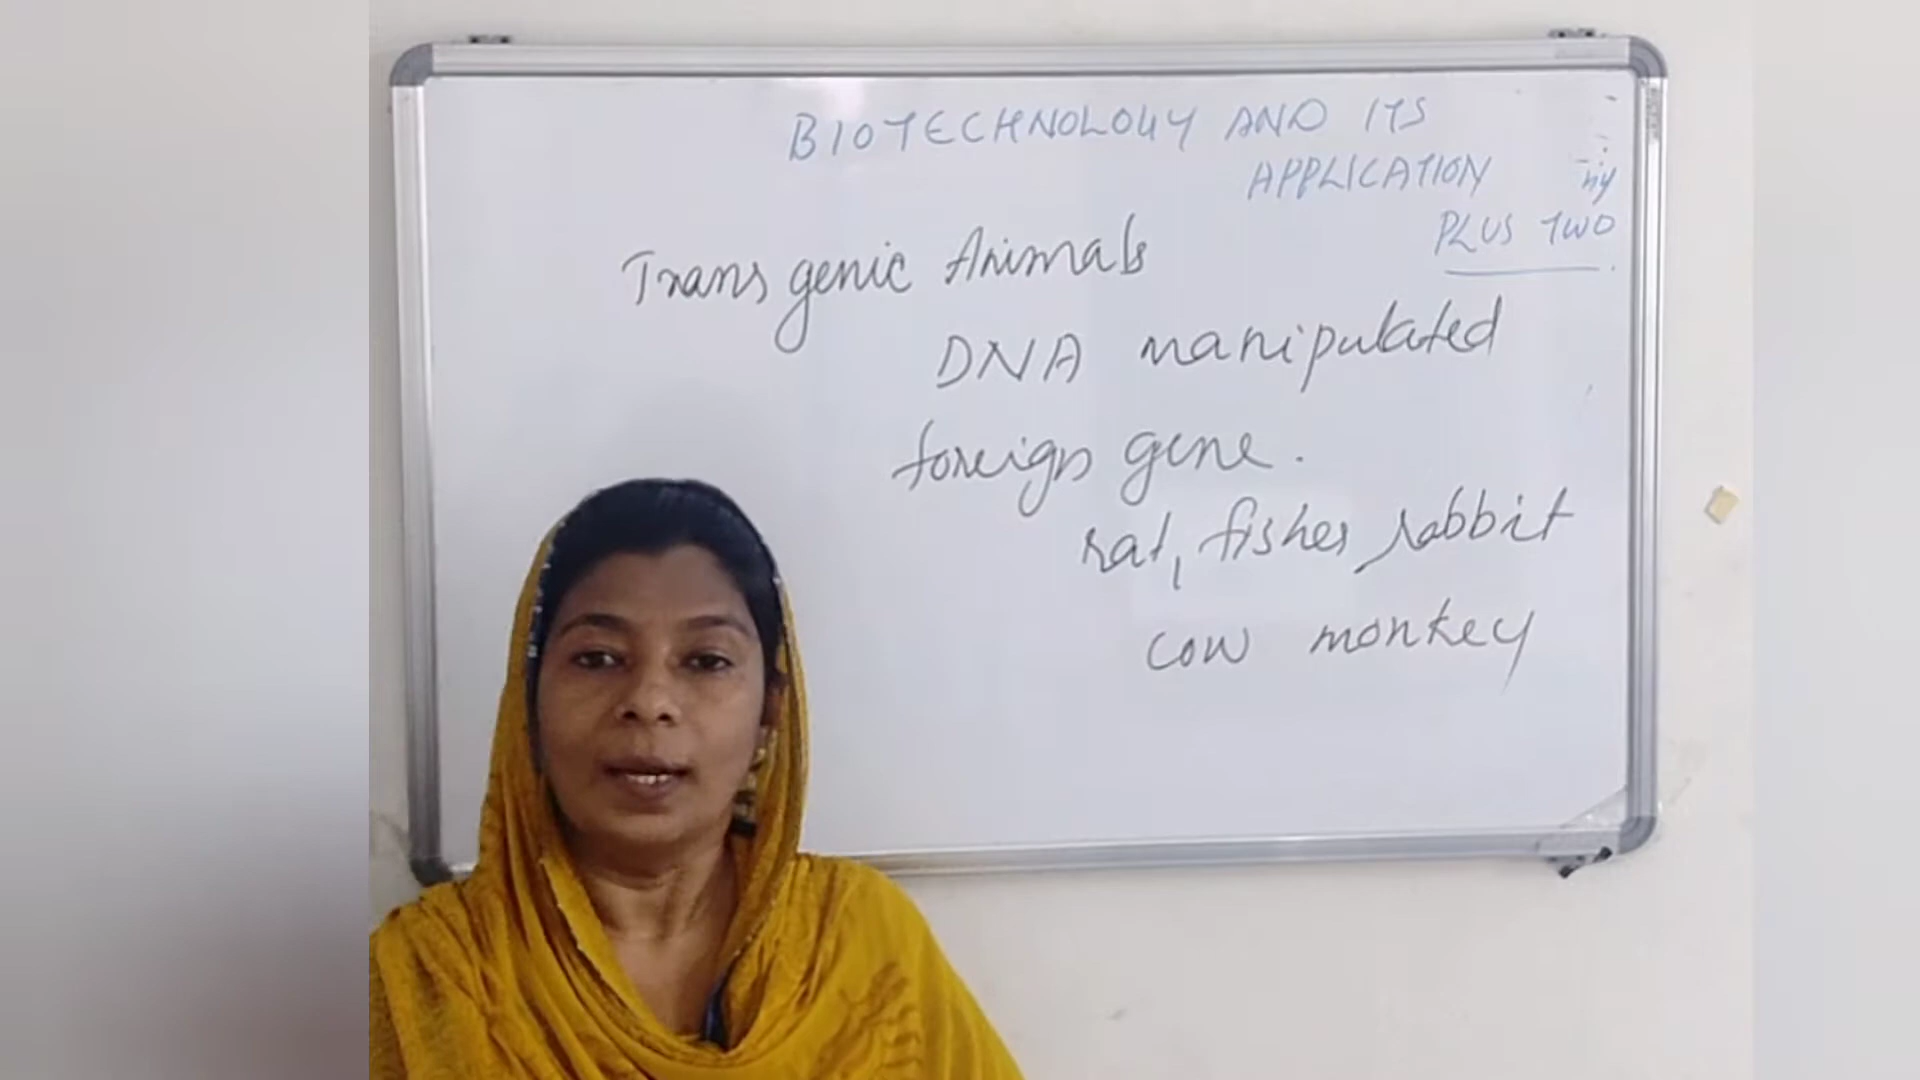 BIOTECHNOLOGY AND ITS
APPLICATION
PLUS TWO
Transgenic Animals
DNA manipulated
foreign gene.
rat, fishes, rabbit
cow monkey